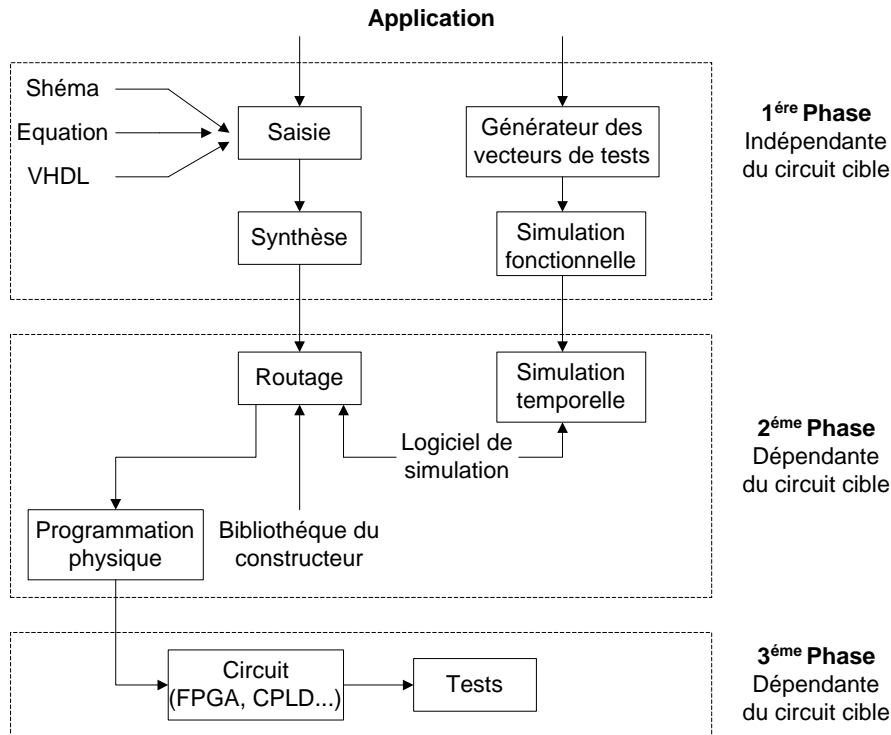 Application
Shéma
Equation
VHDL
Saisie
Générateur des
vecteurs de tests
1ére Phase
Indépendante
du circuit cible
Synthèse
Simulation
fonctionnelle
Routage
Simulation
temporelle
Logiciel de
simulation
2éme Phase
Dépendante
du circuit cible
Programmation
physique
Bibliothéque du
constructeur
Circuit
(FPGA, CPLD...)
Tests
3éme Phase
Dépendante
du circuit cible